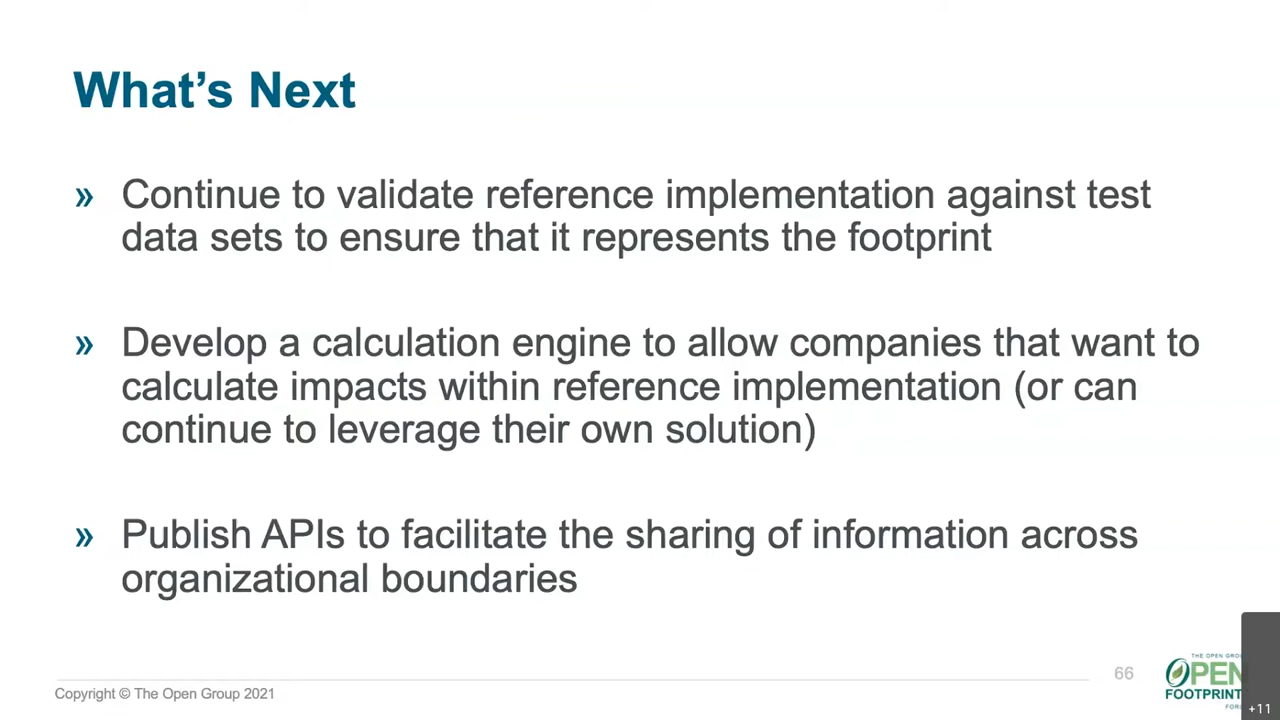 What's Next
» Continue to validate reference implementation against test
data sets to ensure that it represents the footprint
» Develop a calculation engine to allow companies that want to
calculate impacts within reference implementation (or can
continue to leverage their own solution)
» Publish APIs to facilitate the sharing of information across
organizational boundaries
Copyright © The Open Group 2021
66
THE OPEN
OPEN
FOOTPRINT
+11